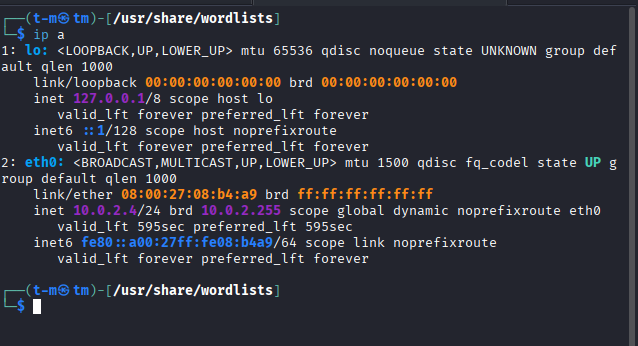 ┌──(t-m㉿tm)-[/usr/share/wordlists]
└─$ ip a
1: lo: <LOOPBACK,UP,LOWER_UP> mtu 65536 qdisc noqueue state UNKNOWN group def
ault qlen 1000
    link/loopback 00:00:00:00:00:00 brd 00:00:00:00:00:00
    inet 127.0.0.1/8 scope host lo
       valid_lft forever preferred_lft forever
    inet6 ::1/128 scope host noprefixroute
       valid_lft forever preferred_lft forever
2: eth0: <BROADCAST,MULTICAST,UP,LOWER_UP> mtu 1500 qdisc fq_codel state UP g
roup default qlen 1000
    link/ether 08:00:27:08:b4:a9 brd ff:ff:ff:ff:ff:ff
    inet 10.0.2.4/24 brd 10.0.2.255 scope global dynamic noprefixroute eth0
       valid_lft 595sec preferred_lft 595sec
    inet6 fe80::a00:27ff:fe08:b4a9/64 scope link noprefixroute
       valid_lft forever preferred_lft forever
┌──(t-m㉿tm)-[/usr/share/wordlists]
└─$